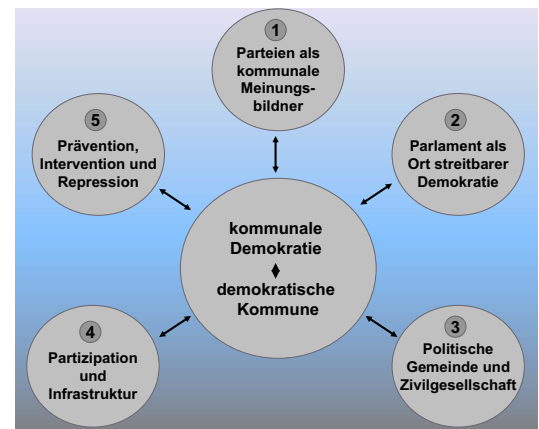 1
Parteien als
kommunale
Meinungs-
bildner
2
Parlament als
Ort streitbarer
Demokratie
3
Politische
Gemeinde und
Zivilgesellschaft
4
Partizipation
und
Infrastruktur
5
Prävention,
Intervention und
Repression
kommunale
Demokratie
demokratische
Kommune